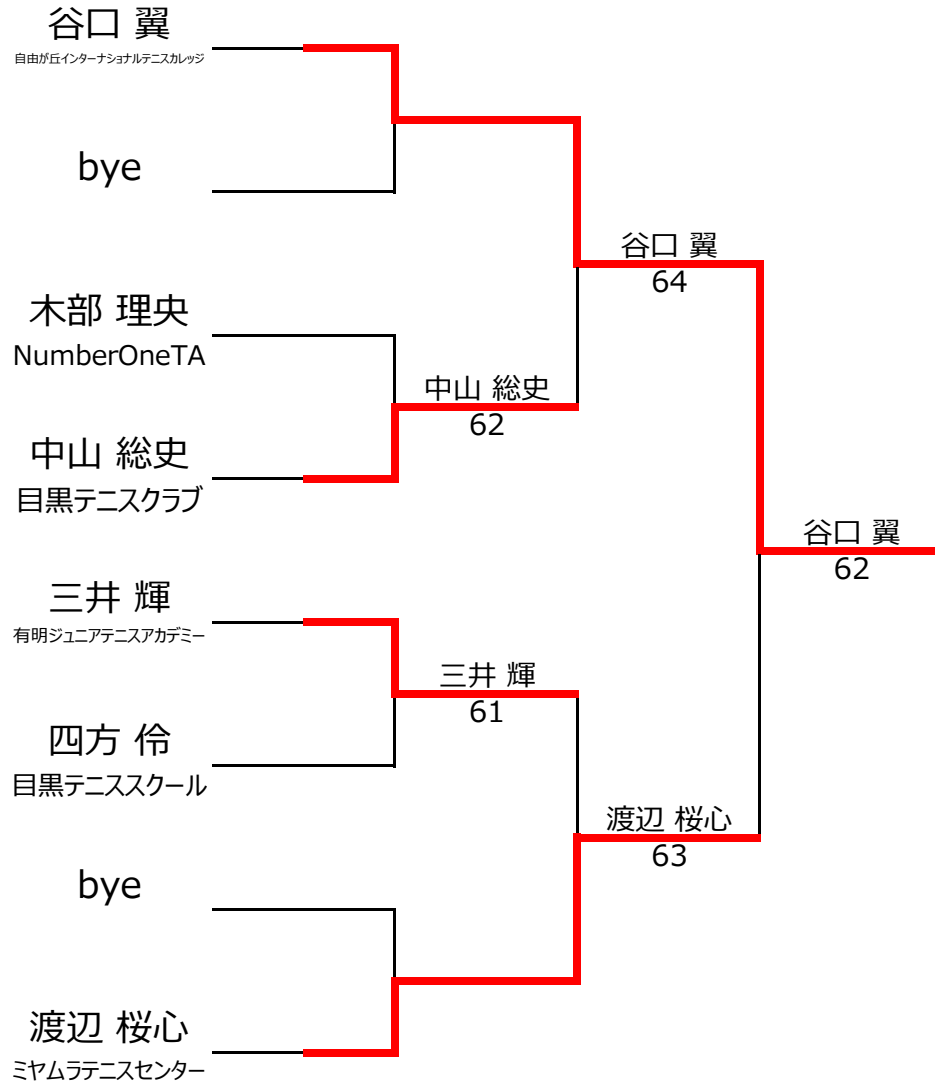 谷口 翼
自由が丘インターナショナルテニスカレッジ
bye
木部 理央
NumberOneTA
中山 総史
目黒テニスクラブ
三井 輝
有明ジュニアテニスアカデミー
四方 伶
目黒テニススクール
bye
渡辺 桜心
ミヤムラテニスセンター
中山 総史
62
三井 輝
61
谷口 翼
64
渡辺 桜心
63
谷口 翼
62